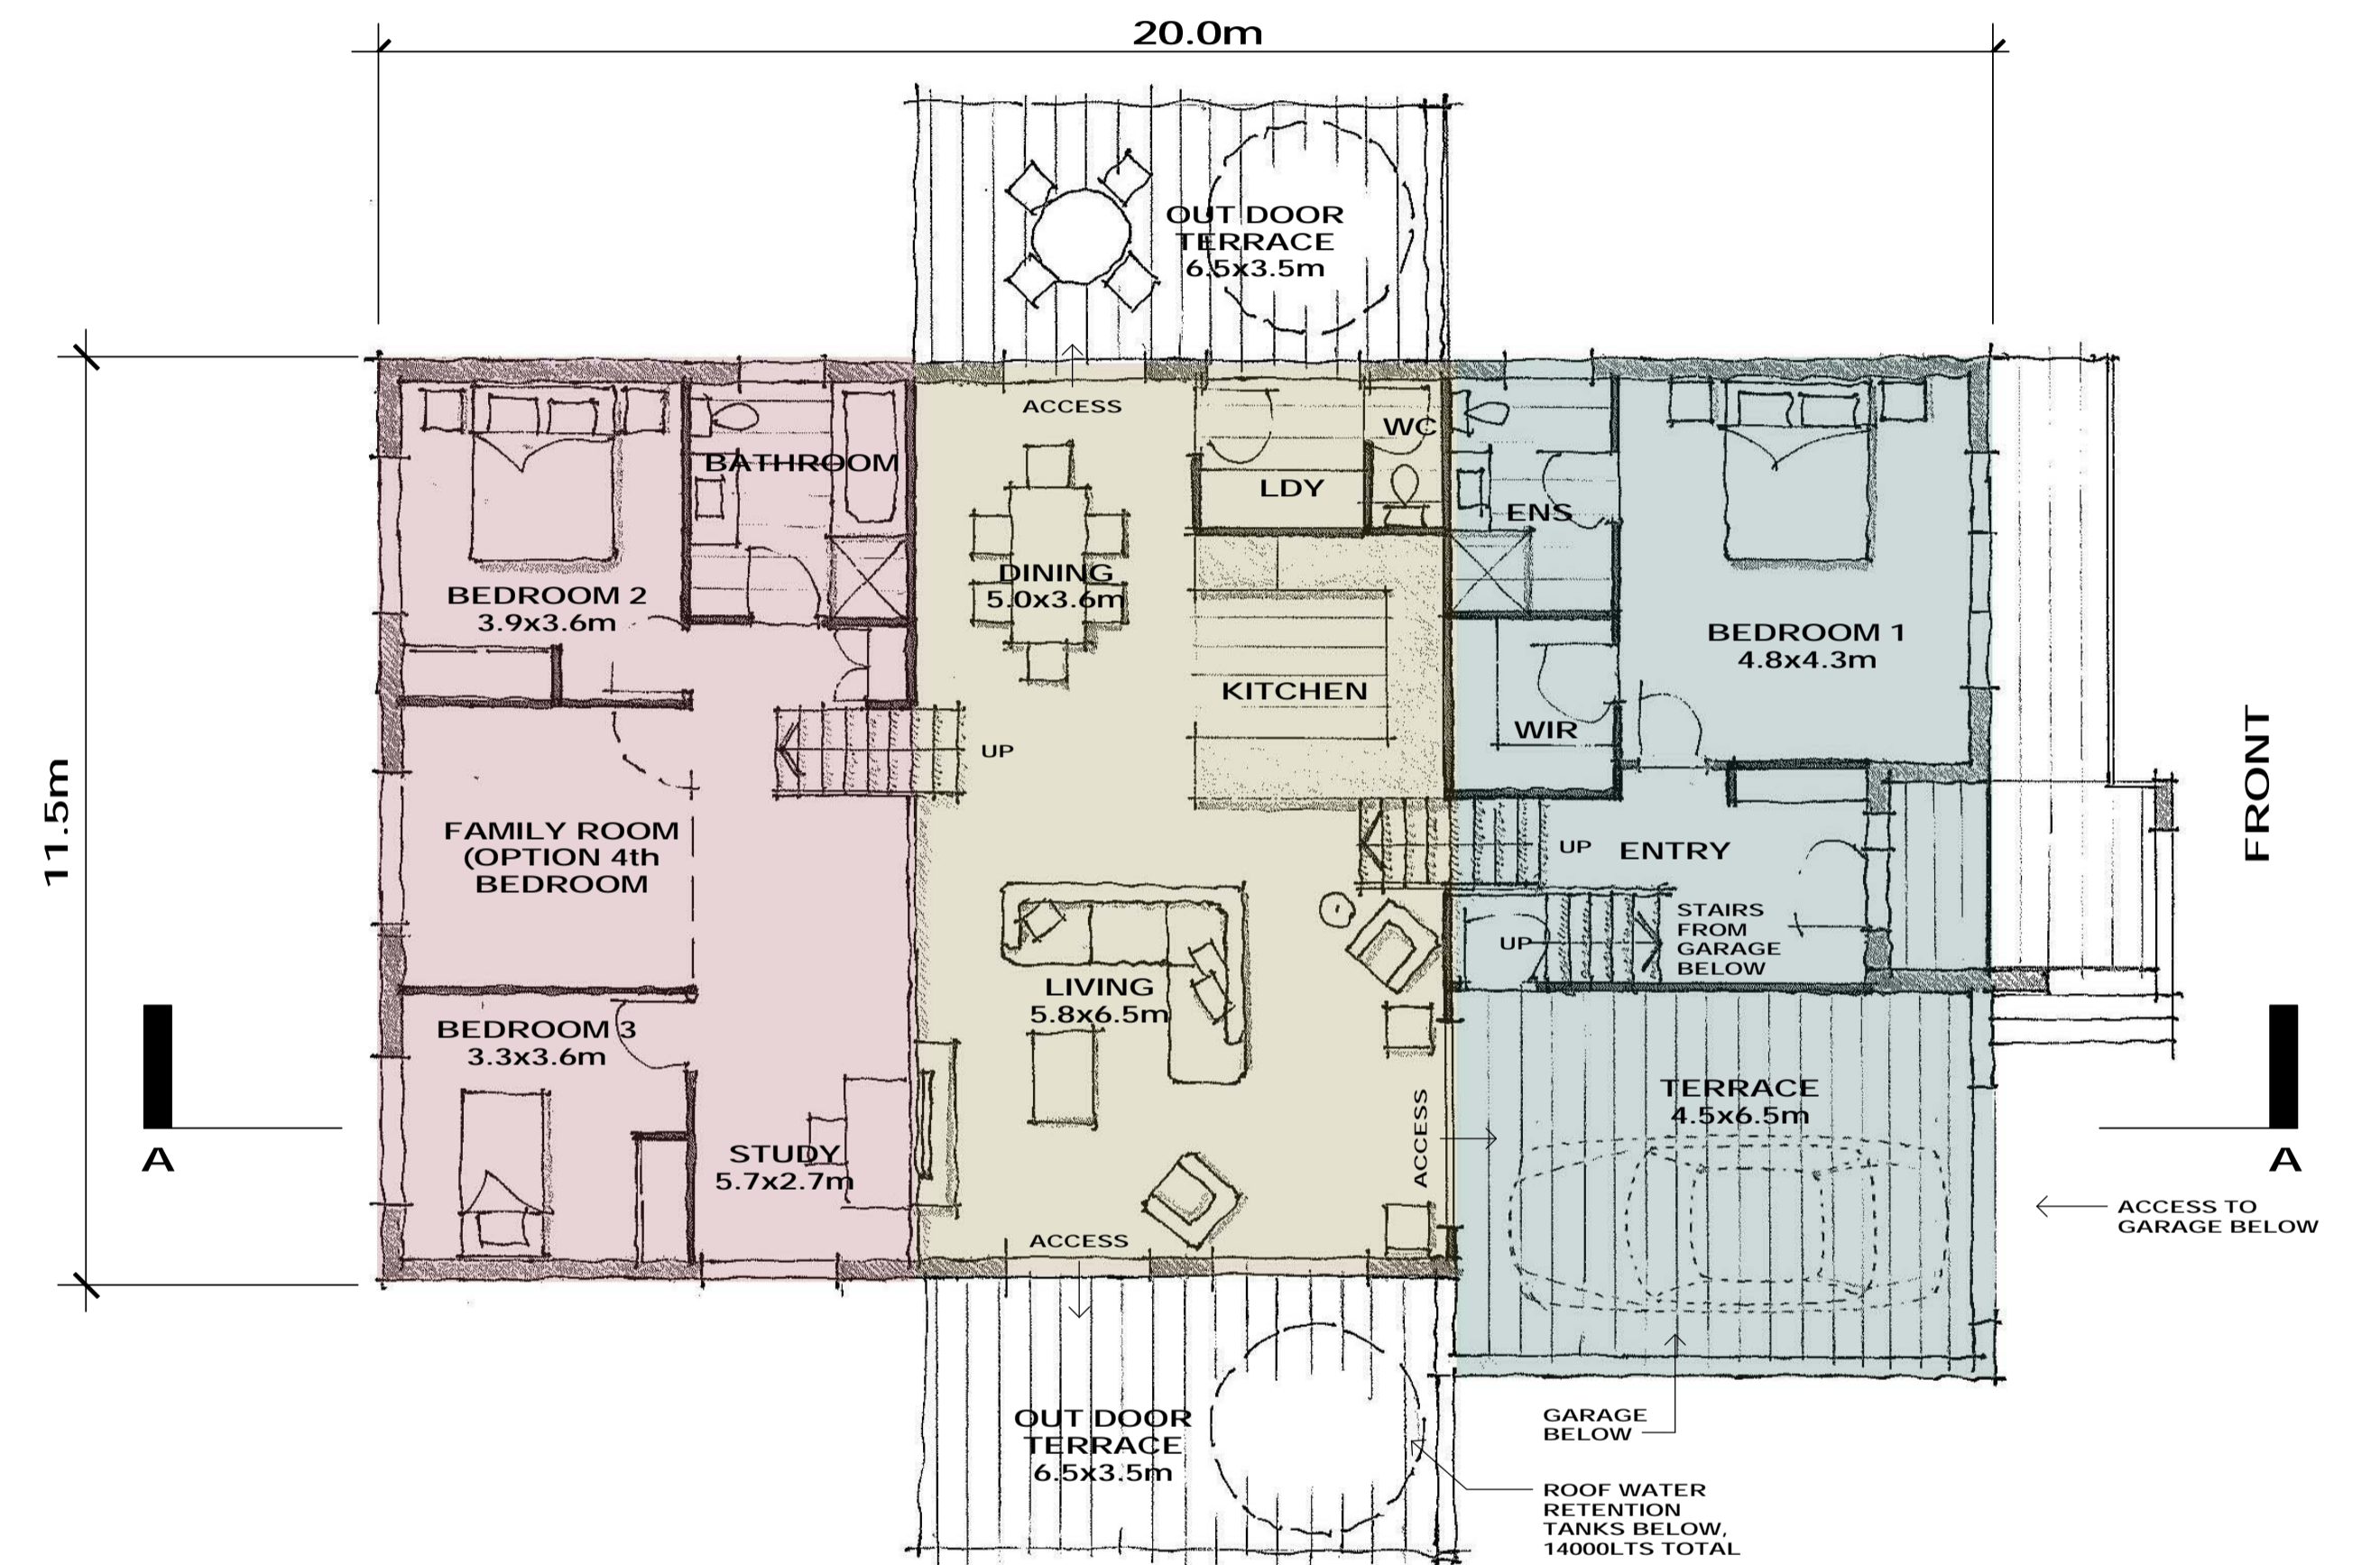 20.0m
OUT DOOR
TERRACE
6.5x3.5m
ACCESS
WC
BATHROOM
LDY
ENS
DINING
5.0x3.6m
BEDROOM 2
3.9x3.6m
BEDROOM 1
4.8x4.3m
KITCHEN
WIR
UP
11.5m
FRONT
FAMILY ROOM
(OPTION 4th
BEDROOM
UP
ENTRY
STAIRS
FROM
GARAGE
BELOW
UP
LIVING
5.8x6.5m
BEDROOM 3
3.3x3.6m
TERRACE
4.5x6.5m
ACCESS
A
STUDY
5.7x2.7m
A
ACCESS TO
GARAGE BELOW
ACCESS
OUT DOOR
TERRACE
6.5x3.5m
GARAGE
BELOW
ROOF WATER
RETENTION
TANKS BELOW,
14000LTS TOTAL